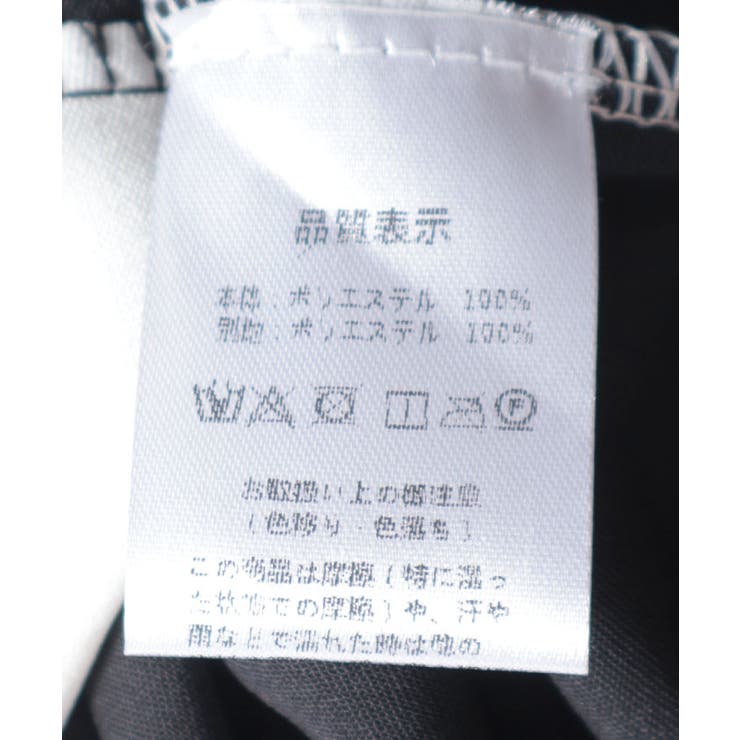 品質表示
本体:ポリエステル 100%
別地:ポリエステル 100%
F
お取扱い上の御注意
(色移り・色落ち)
この商品は摩擦(特に湿っ
た状態での摩擦)や、汗や
雨などで濡れた時は他の